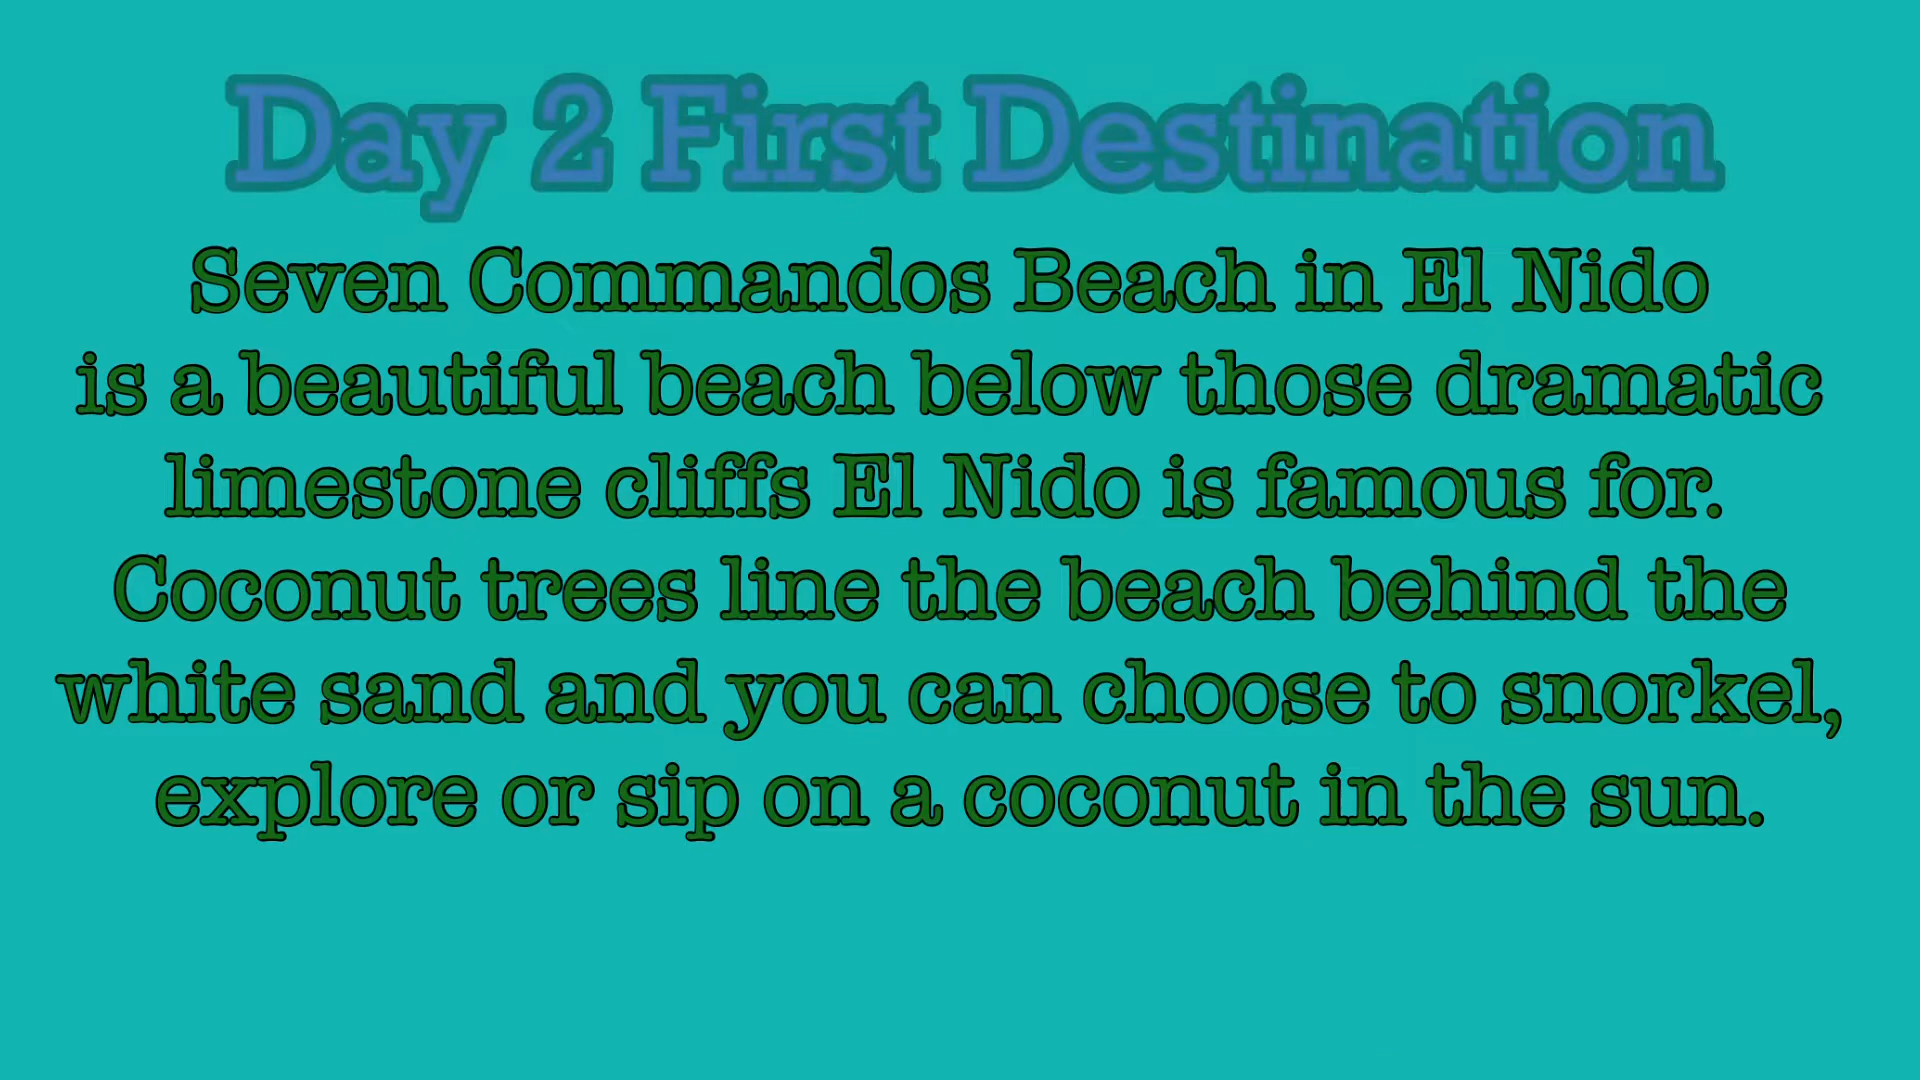 Day 2 First Destination
Seven Commandos Beach in El Nido
is a beautiful beach below those dramatic
limestone cliffs El Nido is famous for.
Coconut trees line the beach behind the
white sand and you can choose to snorkel,
explore or sip on a coconut in the sun.